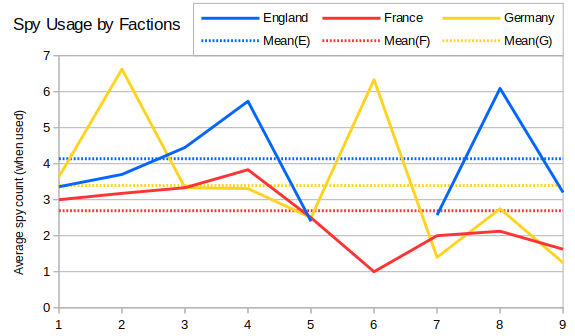 Spy Usage by Factions
England France Germany
Mean(E) Mean(F) Mean(G)
Average spy count (when used)
7
6
5
4
3
2
1
0
1 2 3 4 5 6 7 8 9